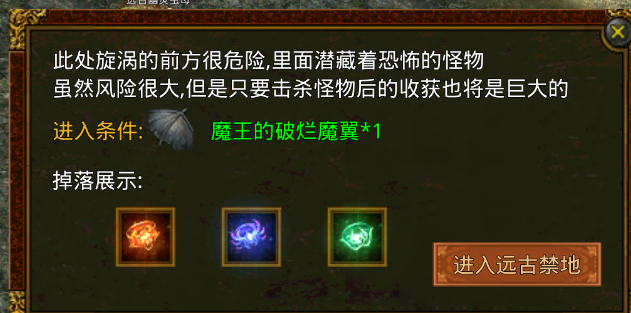 此处旋涡的前方很危险,里面潜藏着恐怖的怪物
虽然风险很大,但是只要击杀怪物后的收获也将是巨大的
进入条件: 魔王的破烂魔翼*1
掉落展示:
进入远古禁地